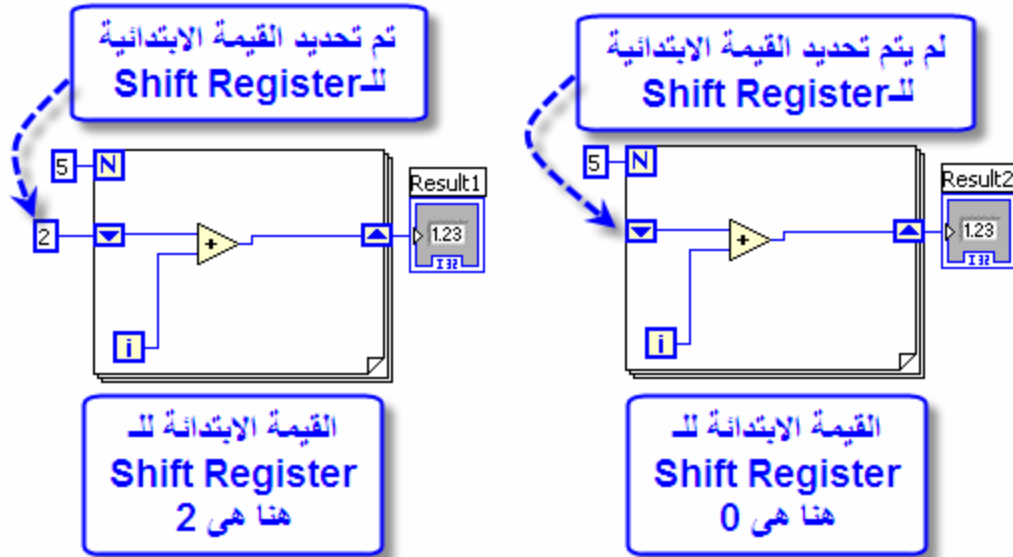 تم تحديد القيمة الابتدائية
للـShift Register
لم يتم تحديد القيمة الابتدائية
للـShift Register
5
N
Result1
2
+
1.23
I32
i
5
N
Result2
+
1.23
I32
i
القيمة الابتدائة للـ
Shift Register
هنا هى 2
القيمة الابتدائة للـ
Shift Register
هنا هى 0